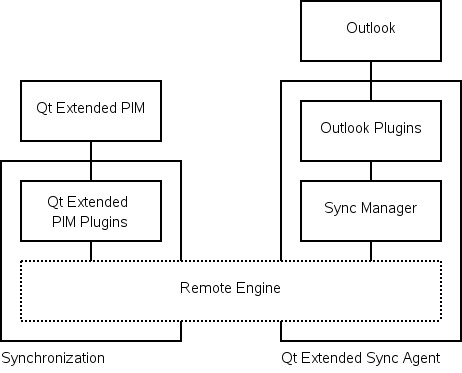 Outlook
Qt Extended PIM
Outlook Plugins
Qt Extended
PIM Plugins
Sync Manager
Remote Engine
Synchronization
Qt Extended Sync Agent